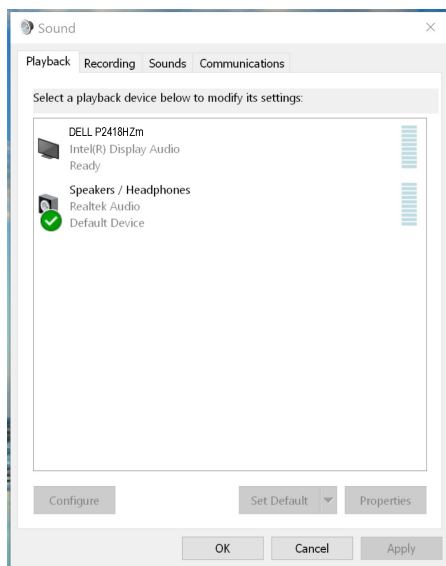 Sound
Playback Recording Sounds Communications
Select a playback device below to modify its settings:
DELL P2418HZm
Intel(R) Display Audio
Ready
Speakers / Headphones
Realtek Audio
Default Device
Configure Set Default Properties
OK Cancel Apply